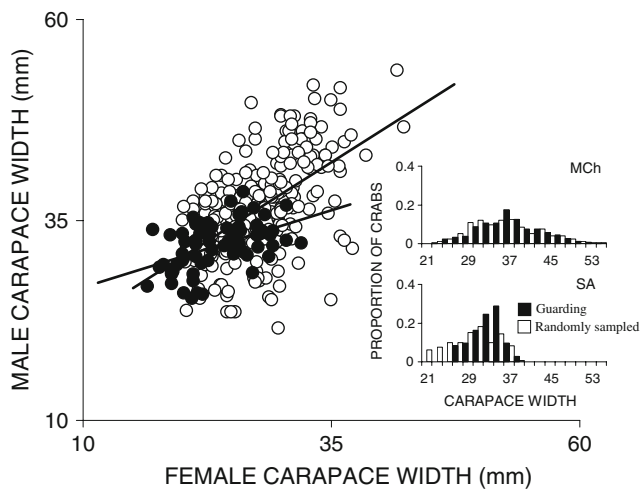 60
35
10
10
35
60
MALE CARAPACE WIDTH (mm)
FEMALE CARAPACE WIDTH (mm)
0.4
0.2
0
MCh
21
29
37
45
53
PROPORTION OF CRABS
0.4
0.2
0
SA
Guarding
Randomly sampled
21
29
37
45
53
CARAPACE WIDTH